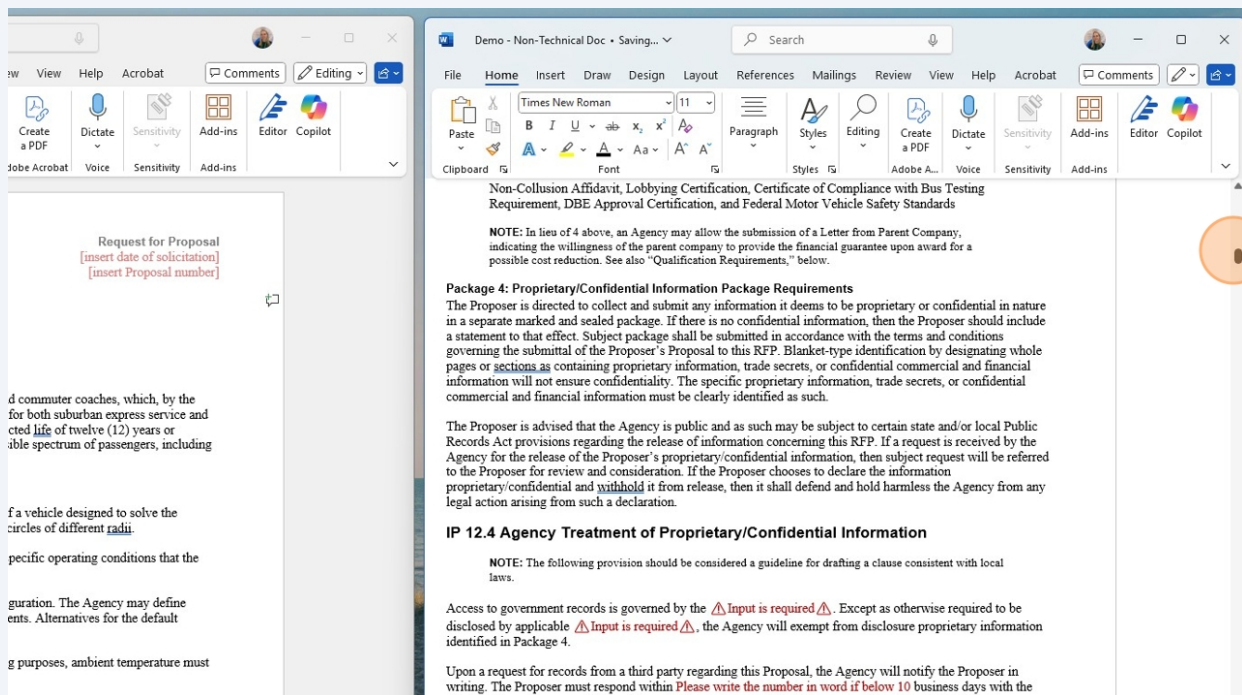 Demo - Non-Technical Doc • Saving...
Search
View Help Acrobat
Comments
Editing
File Home Insert Draw Design Layout References Mailings Review View Help Acrobat
Comments
Create a PDF
Dictate
Sensitivity
Add-ins
Editor
Copilot
Voice
Sensitivity
Add-ins
Times New Roman
11
Paste
B I U ab x₂ x²
Aa
Paragraph
Styles
Editing
Create a PDF
Dictate
Sensitivity
Add-ins
Editor
Copilot
Clipboard
Font
Styles
Adobe A...
Voice
Sensitivity
Add-ins
Request for Proposal
[insert date of solicitation]
[insert Proposal number]
commuter coaches, which, by the
for both suburban express service and
cted life of twelve (12) years or
ible spectrum of passengers, including
f a vehicle designed to solve the
circles of different radii.
pecific operating conditions that the
guration. The Agency may define
ents. Alternatives for the default
g purposes, ambient temperature must
Non-Collusion Affidavit, Lobbying Certification, Certificate of Compliance with Bus Testing
Requirement, DBE Approval Certification, and Federal Motor Vehicle Safety Standards
NOTE: In lieu of 4 above, an Agency may allow the submission of a Letter from Parent Company,
indicating the willingness of the parent company to provide the financial guarantee upon award for a
possible cost reduction. See also “Qualification Requirements,” below.
Package 4: Proprietary/Confidential Information Package Requirements
The Proposer is directed to collect and submit any information it deems to be proprietary or confidential in nature
in a separate marked and sealed package. If there is no confidential information, then the Proposer should include
a statement to that effect. Subject package shall be submitted in accordance with the terms and conditions
governing the submittal of the Proposer’s Proposal to this RFP. Blanket-type identification by designating whole
pages or sections as containing proprietary information, trade secrets, or confidential commercial and financial
information will not ensure confidentiality. The specific proprietary information, trade secrets, or confidential
commercial and financial information must be clearly identified as such.
The Proposer is advised that the Agency is public and as such may be subject to certain state and/or local Public
Records Act provisions regarding the release of information concerning this RFP. If a request is received by the
Agency for the release of the Proposer’s proprietary/confidential information, then subject request will be referred
to the Proposer for review and consideration. If the Proposer chooses to declare the information
proprietary/confidential and withhold it from release, then it shall defend and hold harmless the Agency from any
legal action arising from such a declaration.
IP 12.4 Agency Treatment of Proprietary/Confidential Information
NOTE: The following provision should be considered a guideline for drafting a clause consistent with local
laws.
Access to government records is governed by the ⚠Input is required⚠. Except as otherwise required to be
disclosed by applicable ⚠Input is required⚠, the Agency will exempt from disclosure proprietary information
identified in Package 4.
Upon a request for records from a third party regarding this Proposal, the Agency will notify the Proposer in
writing. The Proposer must respond within Please write the number in word if below 10 business days with the